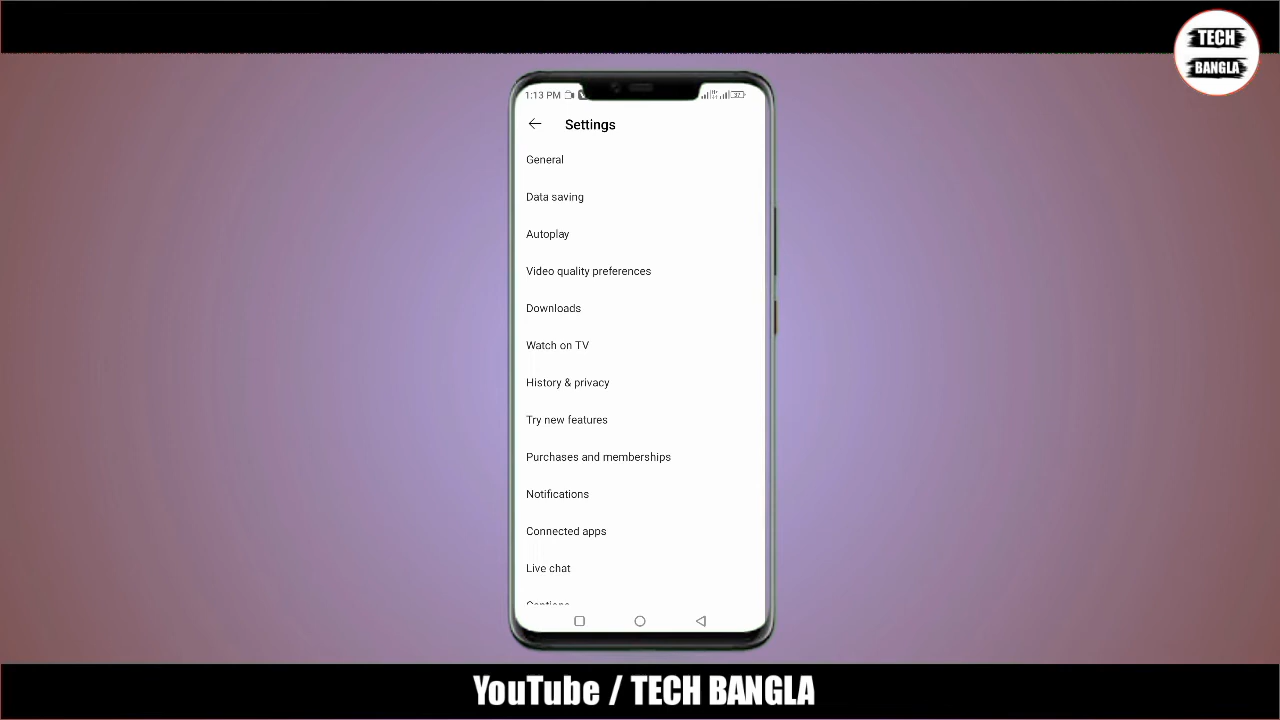 TECH
BANGLA
1:13 PM
Settings
General
Data saving
Autoplay
Video quality preferences
Downloads
Watch on TV
History & privacy
Try new features
Purchases and memberships
Notifications
Connected apps
Live chat
Captions
YouTube / TECH BANGLA